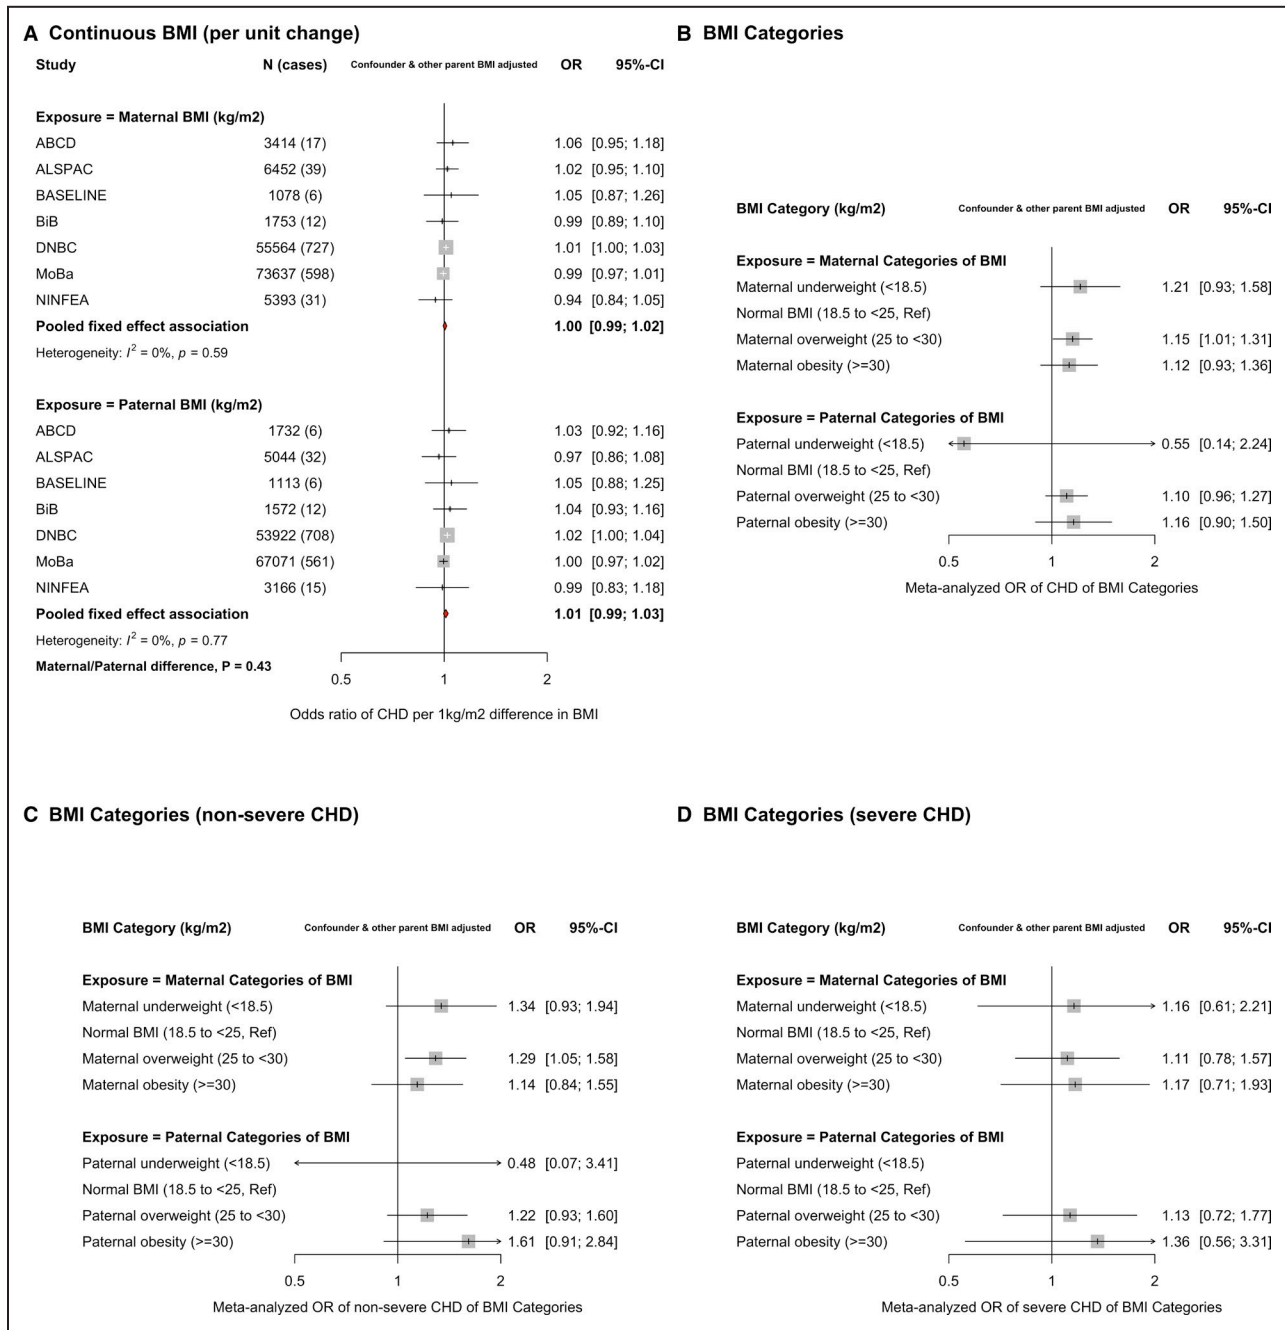 A Continuous BMI (per unit change)
Study N (cases) Confounder & other parent BMI adjusted OR 95%-CI
Exposure = Maternal BMI (kg/m2)
ABCD 3414 (17) 1.06 [0.95; 1.18]
ALSPAC 6452 (39) 1.02 [0.95; 1.10]
BASELINE 1078 (6) 1.05 [0.87; 1.26]
BiB 1753 (12) 0.99 [0.89; 1.10]
DNBC 55564 (727) 1.01 [1.00; 1.03]
MoBa 73637 (598) 0.99 [0.97; 1.01]
NINFEA 5393 (31) 0.94 [0.84; 1.05]
Pooled fixed effect association 1.00 [0.99; 1.02]
Heterogeneity: I² = 0%, p = 0.59
Exposure = Paternal BMI (kg/m2)
ABCD 1732 (6) 1.03 [0.92; 1.16]
ALSPAC 5044 (32) 0.97 [0.86; 1.08]
BASELINE 1113 (6) 1.05 [0.88; 1.25]
BiB 1572 (12) 1.04 [0.93; 1.16]
DNBC 53922 (708) 1.02 [1.00; 1.04]
MoBa 67071 (561) 1.00 [0.97; 1.02]
NINFEA 3166 (15) 0.99 [0.83; 1.18]
Pooled fixed effect association 1.01 [0.99; 1.03]
Heterogeneity: I² = 0%, p = 0.77
Maternal/Paternal difference, P = 0.43
0.5 1 2
Odds ratio of CHD per 1kg/m2 difference in BMI
B BMI Categories
BMI Category (kg/m2) Confounder & other parent BMI adjusted OR 95%-CI
Exposure = Maternal Categories of BMI
Maternal underweight (<18.5) 1.21 [0.93; 1.58]
Normal BMI (18.5 to <25, Ref)
Maternal overweight (25 to <30) 1.15 [1.01; 1.31]
Maternal obesity (>=30) 1.12 [0.93; 1.36]
Exposure = Paternal Categories of BMI
Paternal underweight (<18.5) 0.55 [0.14; 2.24]
Normal BMI (18.5 to <25, Ref)
Paternal overweight (25 to <30) 1.10 [0.96; 1.27]
Paternal obesity (>=30) 1.16 [0.90; 1.50]
0.5 1 2
Meta-analyzed OR of CHD of BMI Categories
C BMI Categories (non-severe CHD)
BMI Category (kg/m2) Confounder & other parent BMI adjusted OR 95%-CI
Exposure = Maternal Categories of BMI
Maternal underweight (<18.5) 1.34 [0.93; 1.94]
Normal BMI (18.5 to <25, Ref)
Maternal overweight (25 to <30) 1.29 [1.05; 1.58]
Maternal obesity (>=30) 1.14 [0.84; 1.55]
Exposure = Paternal Categories of BMI
Paternal underweight (<18.5) 0.48 [0.07; 3.41]
Normal BMI (18.5 to <25, Ref)
Paternal overweight (25 to <30) 1.22 [0.93; 1.60]
Paternal obesity (>=30) 1.61 [0.91; 2.84]
0.5 1 2
Meta-analyzed OR of non-severe CHD of BMI Categories
D BMI Categories (severe CHD)
BMI Category (kg/m2) Confounder & other parent BMI adjusted OR 95%-CI
Exposure = Maternal Categories of BMI
Maternal underweight (<18.5) 1.16 [0.61; 2.21]
Normal BMI (18.5 to <25, Ref)
Maternal overweight (25 to <30) 1.11 [0.78; 1.57]
Maternal obesity (>=30) 1.17 [0.71; 1.93]
Exposure = Paternal Categories of BMI
Paternal underweight (<18.5)
Normal BMI (18.5 to <25, Ref)
Paternal overweight (25 to <30) 1.13 [0.72; 1.77]
Paternal obesity (>=30) 1.36 [0.56; 3.31]
0.5 1 2
Meta-analyzed OR of severe CHD of BMI Categories